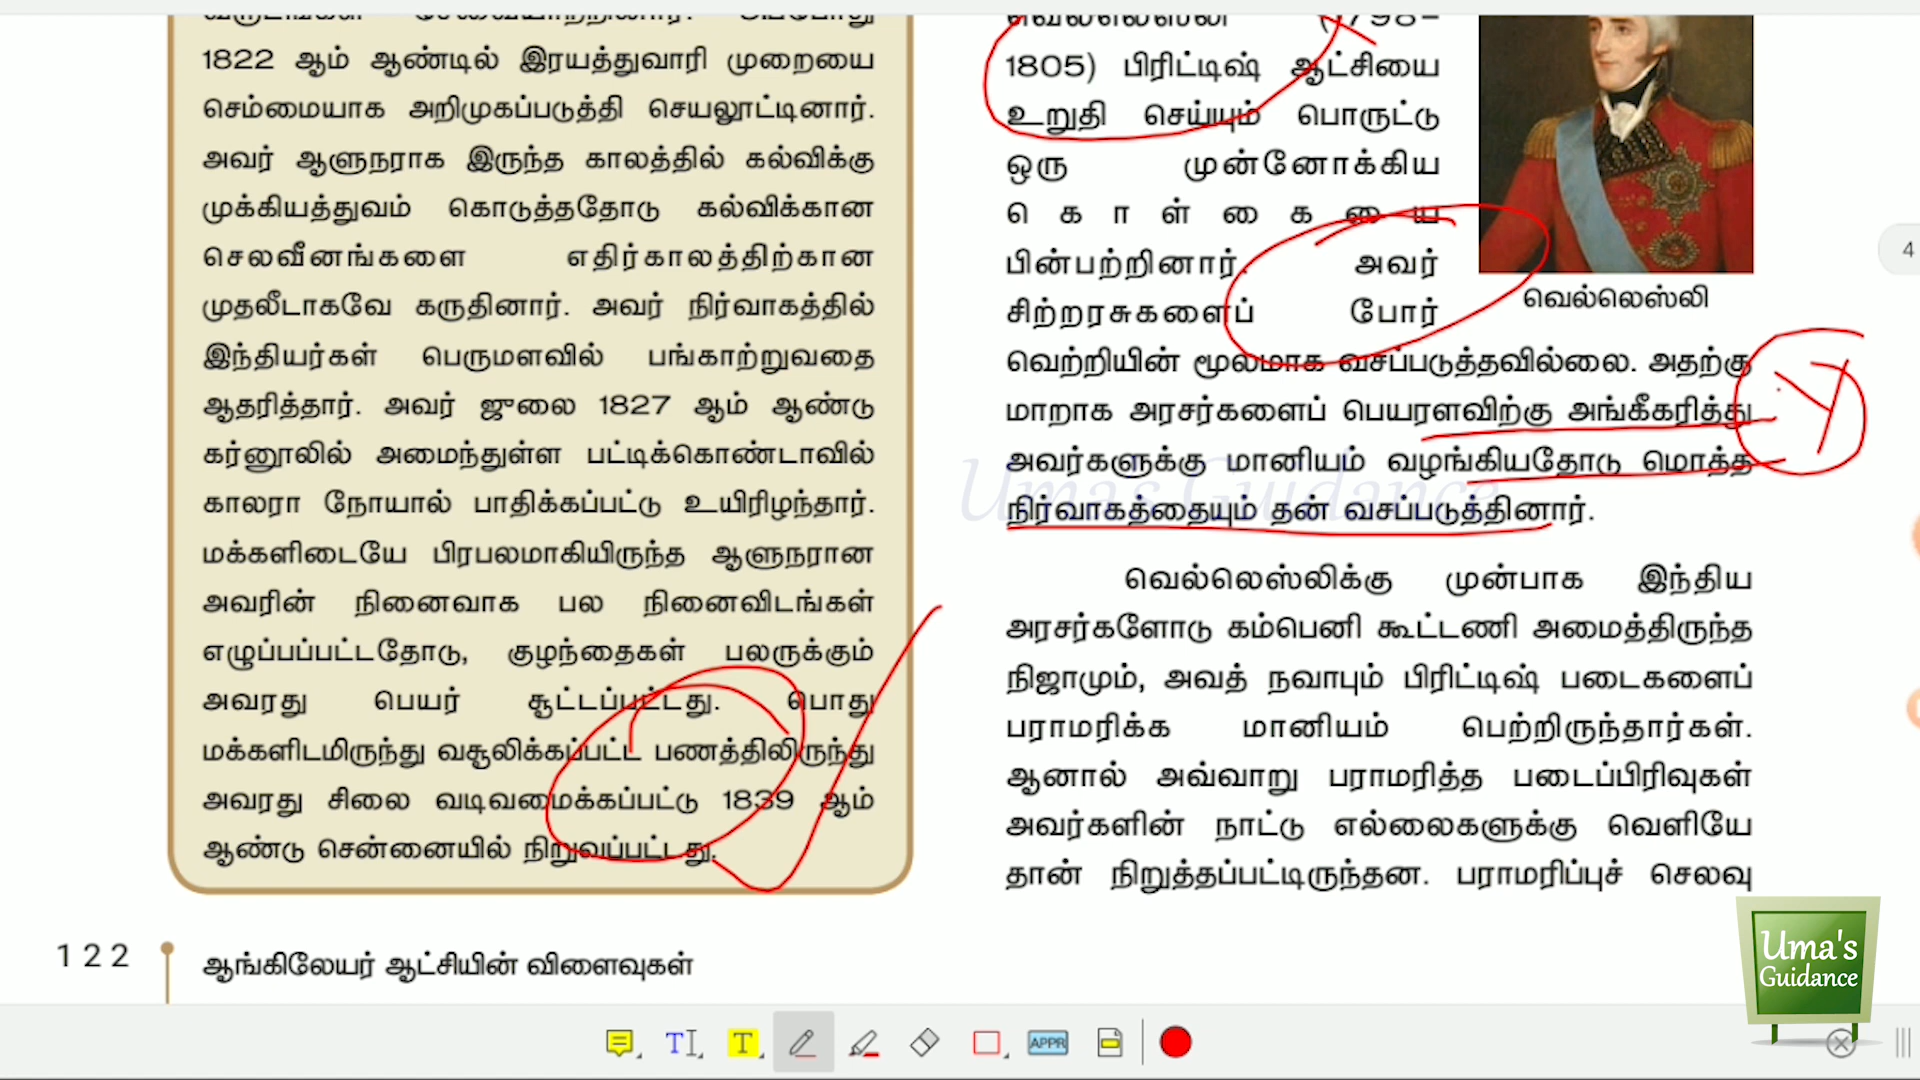 1822 ஆம் ஆண்டில் இரயத்துவாரி முறையை
செம்மையாக அறிமுகப்படுத்தி செயலூட்டினார்.
அவர் ஆளுநராக இருந்த காலத்தில் கல்விக்கு
முக்கியத்துவம் கொடுத்ததோடு கல்விக்கான
செலவீனங்களை எதிர்காலத்திற்கான
முதலீடாகவே கருதினார். அவர் நிர்வாகத்தில்
இந்தியர்கள் பெருமளவில் பங்காற்றுவதை
ஆதரித்தார். அவர் ஜுலை 1827 ஆம் ஆண்டு
கர்னூலில் அமைந்துள்ள பட்டிக்கொண்டாவில்
காலரா நோயால் பாதிக்கப்பட்டு உயிரிழந்தார்.
மக்களிடையே பிரபலமாகியிருந்த ஆளுநரான
அவரின் நினைவாக பல நினைவிடங்கள்
எழுப்பப்பட்டதோடு, குழந்தைகள் பலருக்கும்
அவரது பெயர் சூட்டப்பட்டது. பொது
மக்களிடமிருந்து வசூலிக்கப்பட்ட பணத்திலிருந்து
அவரது சிலை வடிவமைக்கப்பட்டு 1839 ஆம்
ஆண்டு சென்னையில் நிறுவப்பட்டது.
வெல்லெஸ்லி (1798–
1805) பிரிட்டிஷ் ஆட்சியை
உறுதி செய்யும் பொருட்டு
ஒரு முன்னோக்கிய
கொள்கையை
பின்பற்றினார். அவர்
சிற்றரசுகளைப் போர்
வெற்றியின் மூலமாக வசப்படுத்தவில்லை. அதற்கு
மாறாக அரசர்களைப் பெயரளவிற்கு அங்கீகரித்து
அவர்களுக்கு மானியம் வழங்கியதோடு மொத்த
நிர்வாகத்தையும் தன் வசப்படுத்தினார்.
வெல்லெஸ்லி
வெல்லெஸ்லிக்கு முன்பாக இந்திய
அரசர்களோடு கம்பெனி கூட்டணி அமைத்திருந்த
நிஜாமும், அவத் நவாபும் பிரிட்டிஷ் படைகளைப்
பராமரிக்க மானியம் பெற்றிருந்தார்கள்.
ஆனால் அவ்வாறு பராமரித்த படைப்பிரிவுகள்
அவர்களின் நாட்டு எல்லைகளுக்கு வெளியே
தான் நிறுத்தப்பட்டிருந்தன. பராமரிப்புச் செலவு
Uma's Guidance
4
122 ஆங்கிலேயர் ஆட்சியின் விளைவுகள்
Uma's
Guidance
T T APPR